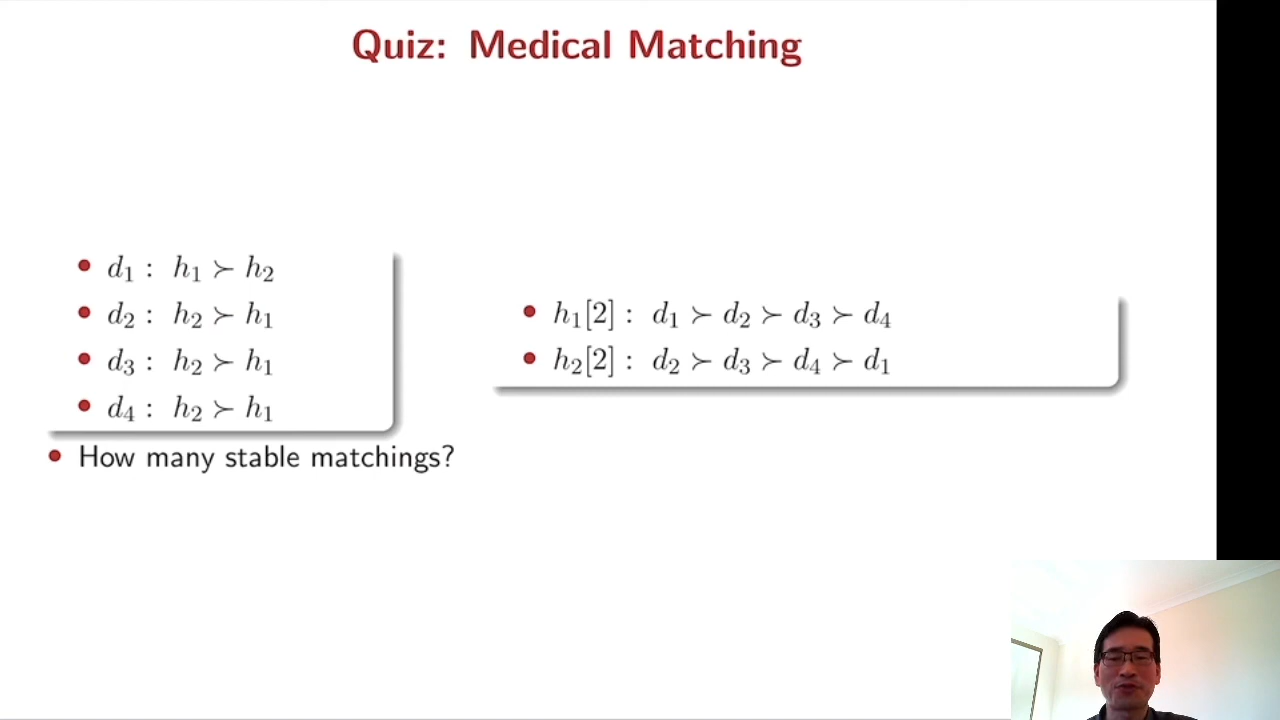 Quiz: Medical Matching
• d₁ : h₁ ≻ h₂
• d₂ : h₂ ≻ h₁
• d₃ : h₂ ≻ h₁
• d₄ : h₂ ≻ h₁
• h₁[2] : d₁ ≻ d₂ ≻ d₃ ≻ d₄
• h₂[2] : d₂ ≻ d₃ ≻ d₄ ≻ d₁
• How many stable matchings?